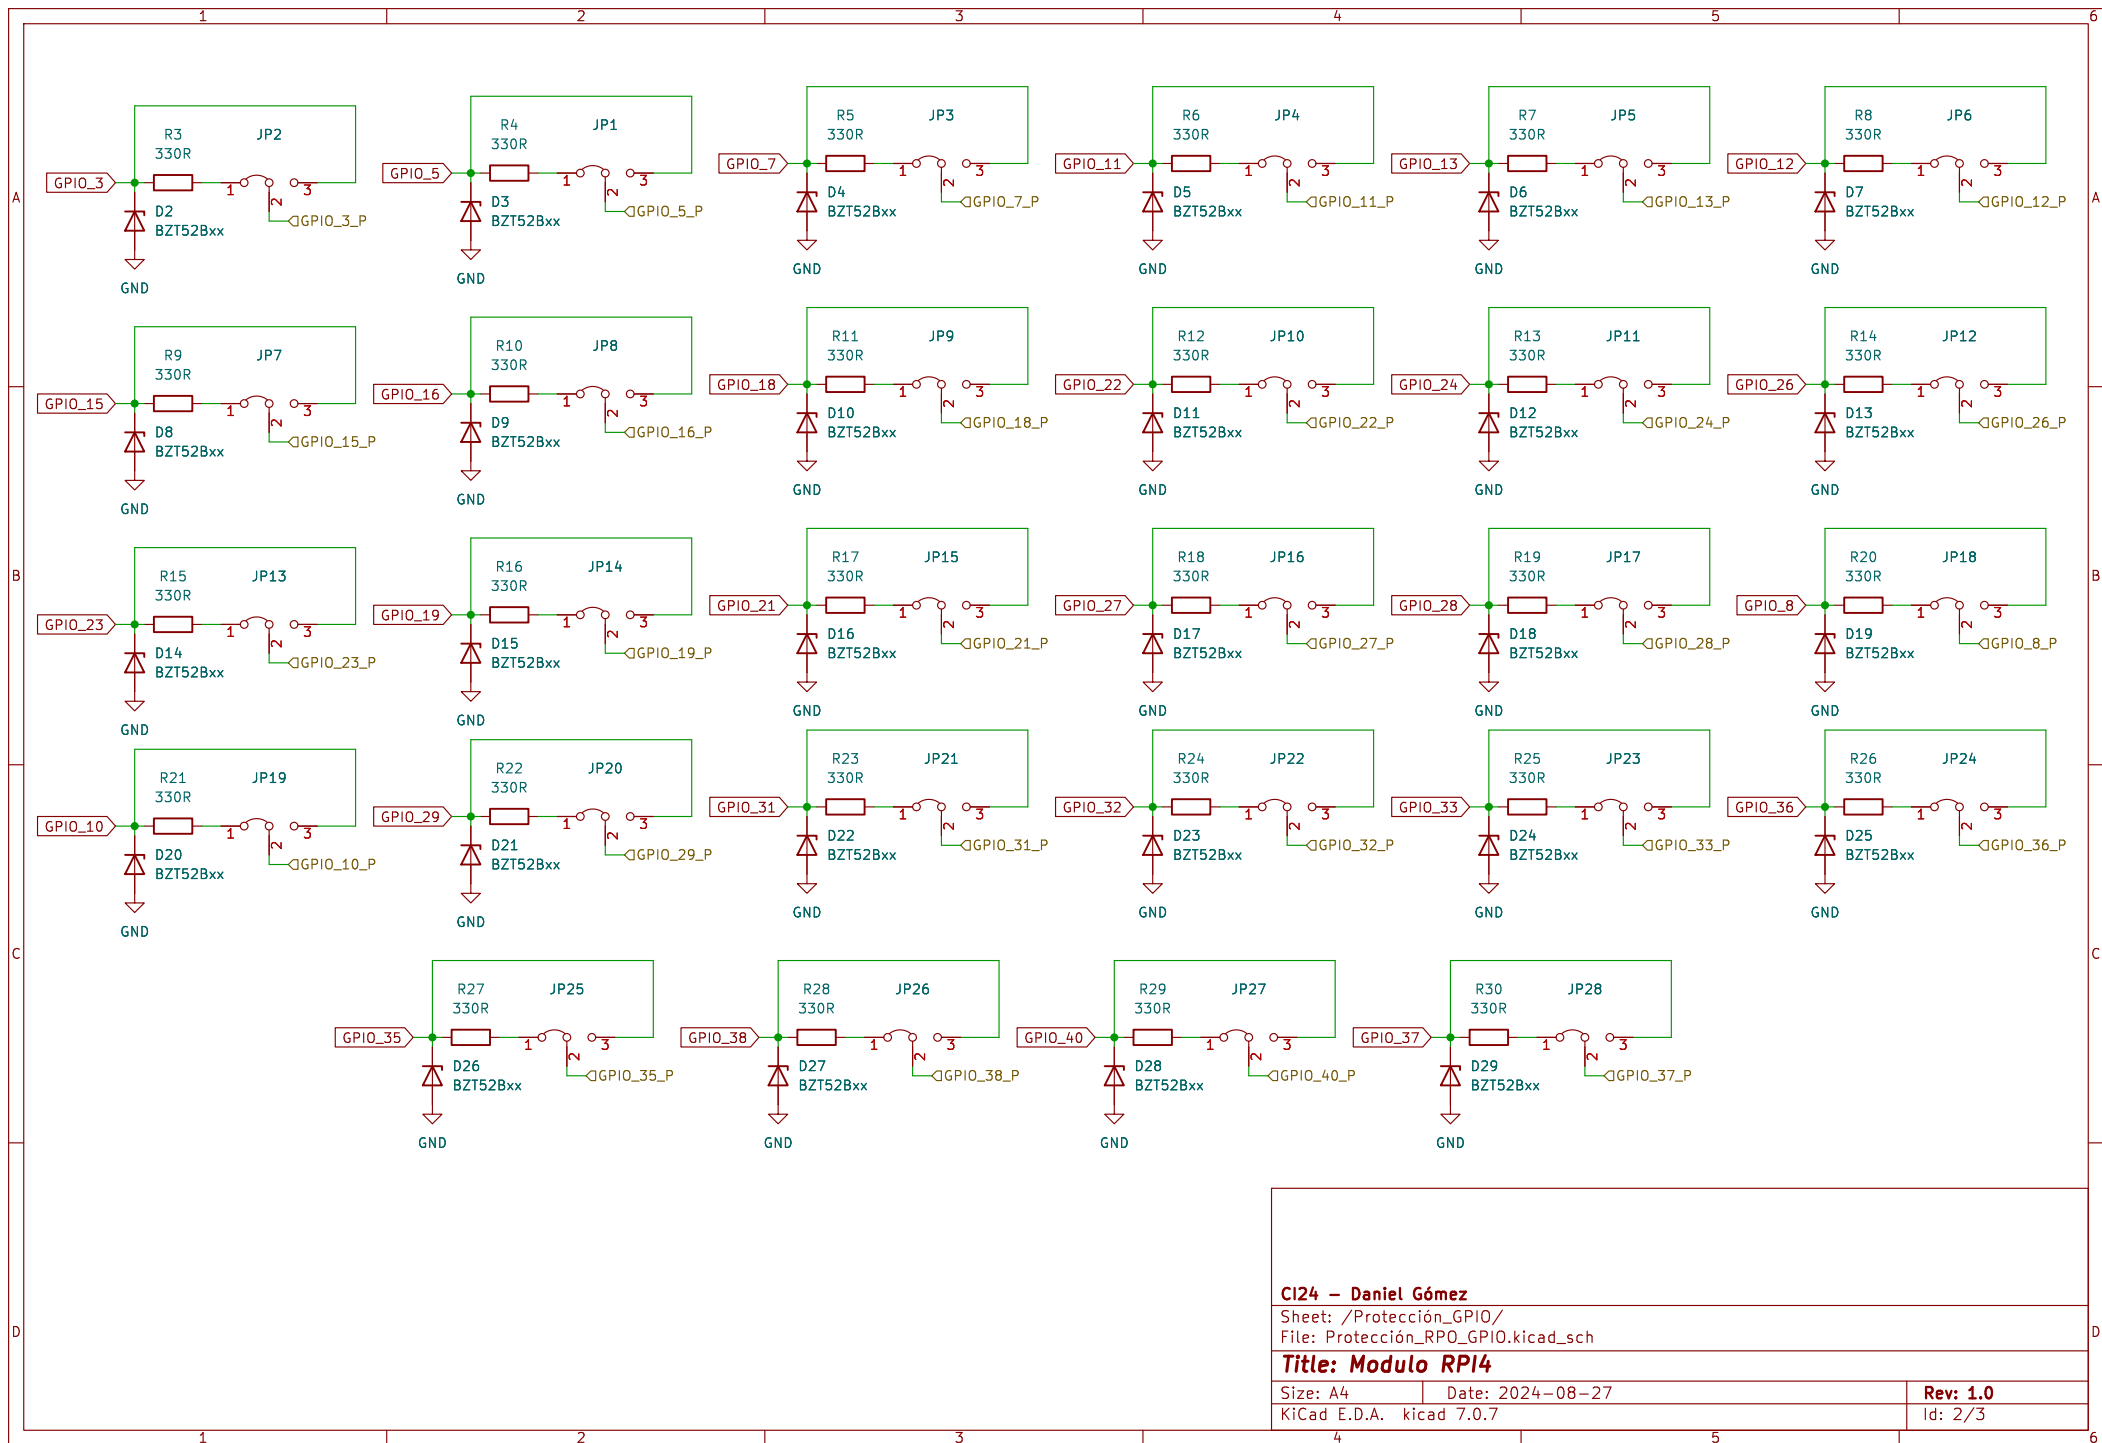 1 2 3 4 5 6
R3 330R JP2 GPIO_3 1 2 3 D2 BZT52Bxx GPIO_3_P GND
R4 330R JP1 GPIO_5 1 2 3 D3 BZT52Bxx GPIO_5_P GND
R5 330R JP3 GPIO_7 1 2 3 D4 BZT52Bxx GPIO_7_P GND
R6 330R JP4 GPIO_11 1 2 3 D5 BZT52Bxx GPIO_11_P GND
R7 330R JP5 GPIO_13 1 2 3 D6 BZT52Bxx GPIO_13_P GND
R8 330R JP6 GPIO_12 1 2 3 D7 BZT52Bxx GPIO_12_P GND
A A
R9 330R JP7 GPIO_15 1 2 3 D8 BZT52Bxx GPIO_15_P GND
R10 330R JP8 GPIO_16 1 2 3 D9 BZT52Bxx GPIO_16_P GND
R11 330R JP9 GPIO_18 1 2 3 D10 BZT52Bxx GPIO_18_P GND
R12 330R JP10 GPIO_22 1 2 3 D11 BZT52Bxx GPIO_22_P GND
R13 330R JP11 GPIO_24 1 2 3 D12 BZT52Bxx GPIO_24_P GND
R14 330R JP12 GPIO_26 1 2 3 D13 BZT52Bxx GPIO_26_P GND
B B
R15 330R JP13 GPIO_23 1 2 3 D14 BZT52Bxx GPIO_23_P GND
R16 330R JP14 GPIO_19 1 2 3 D15 BZT52Bxx GPIO_19_P GND
R17 330R JP15 GPIO_21 1 2 3 D16 BZT52Bxx GPIO_21_P GND
R18 330R JP16 GPIO_27 1 2 3 D17 BZT52Bxx GPIO_27_P GND
R19 330R JP17 GPIO_28 1 2 3 D18 BZT52Bxx GPIO_28_P GND
R20 330R JP18 GPIO_8 1 2 3 D19 BZT52Bxx GPIO_8_P GND
R21 330R JP19 GPIO_10 1 2 3 D20 BZT52Bxx GPIO_10_P GND
R22 330R JP20 GPIO_29 1 2 3 D21 BZT52Bxx GPIO_29_P GND
R23 330R JP21 GPIO_31 1 2 3 D22 BZT52Bxx GPIO_31_P GND
R24 330R JP22 GPIO_32 1 2 3 D23 BZT52Bxx GPIO_32_P GND
R25 330R JP23 GPIO_33 1 2 3 D24 BZT52Bxx GPIO_33_P GND
R26 330R JP24 GPIO_36 1 2 3 D25 BZT52Bxx GPIO_36_P GND
C C
R27 330R JP25 GPIO_35 1 2 3 D26 BZT52Bxx GPIO_35_P GND
R28 330R JP26 GPIO_38 1 2 3 D27 BZT52Bxx GPIO_38_P GND
R29 330R JP27 GPIO_40 1 2 3 D28 BZT52Bxx GPIO_40_P GND
R30 330R JP28 GPIO_37 1 2 3 D29 BZT52Bxx GPIO_37_P GND
D D
CI24 – Daniel Gómez
Sheet: /Protección_GPIO/
File: Protección_RPO_GPIO.kicad_sch
Title: Modulo RPI4
Size: A4 Date: 2024-08-27 Rev: 1.0
KiCad E.D.A. kicad 7.0.7 Id: 2/3
1 2 3 4 5 6